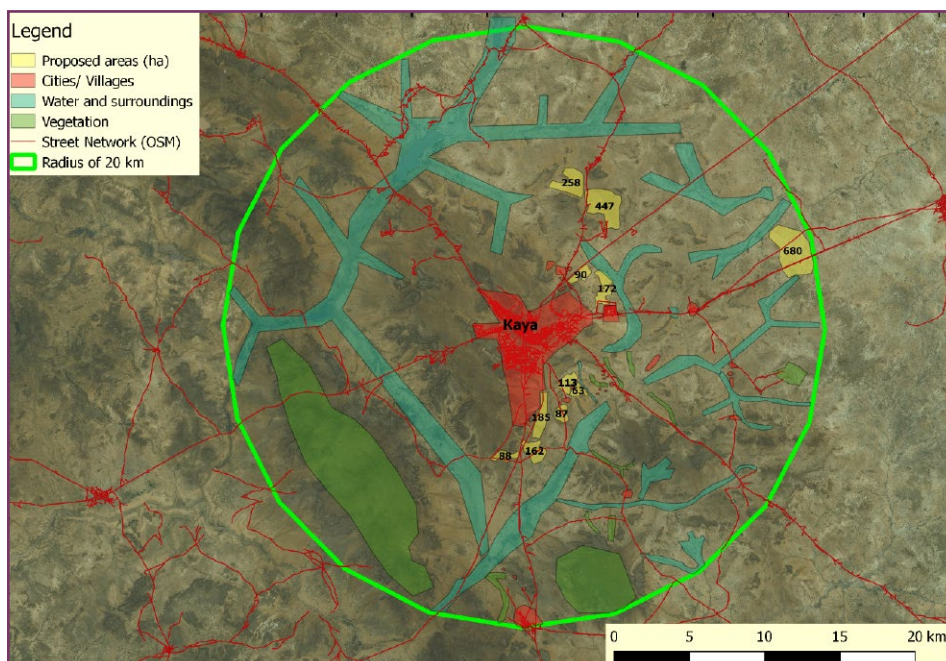 Legend
Proposed areas (ha)
Cities/ Villages
Water and surroundings
Vegetation
Street Network (OSM)
Radius of 20 km
258
447
680
90
172
Kaya
113
63
185
87
162
88
0 5 10 15 20 km